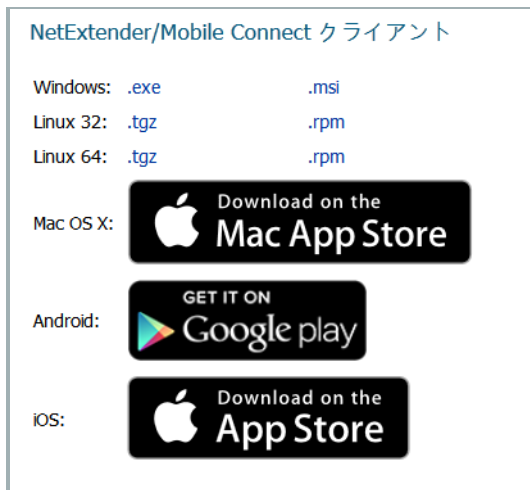 NetExtender/Mobile Connect クライアント
Windows: .exe .msi
Linux 32: .tgz .rpm
Linux 64: .tgz .rpm
Mac OS X: Download on the
Mac App Store
Android: GET IT ON
Google play
iOS: Download on the
App Store